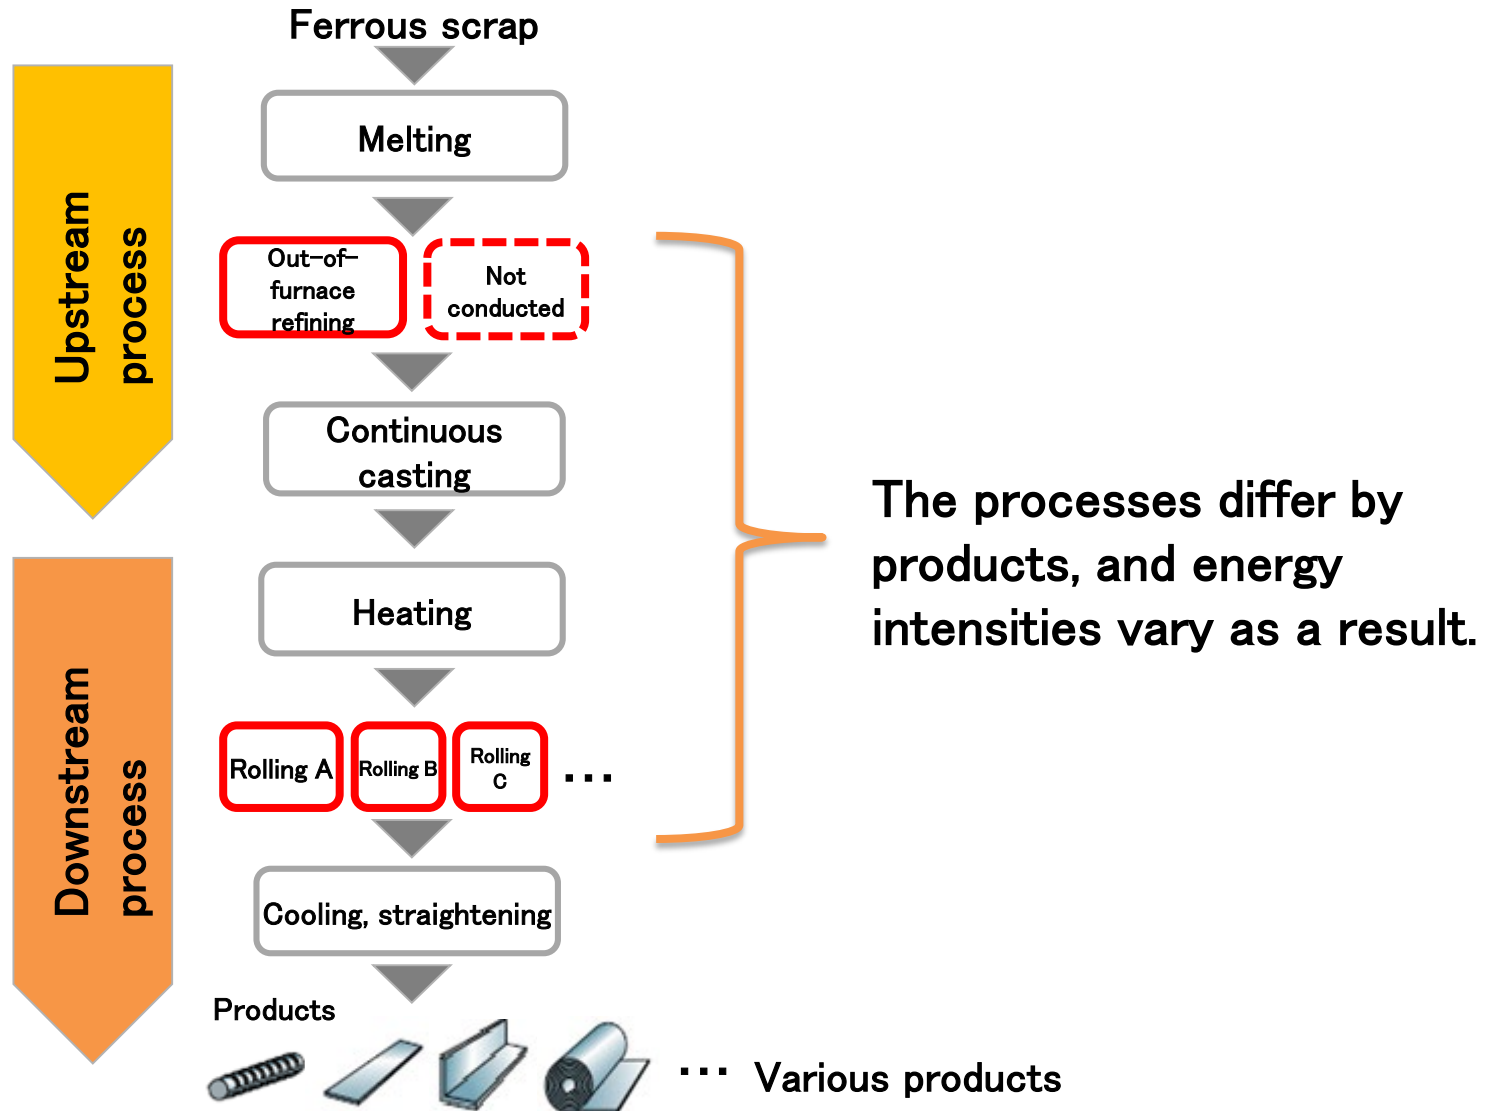 Ferrous scrap
Upstream
process
Melting
Out-of-
furnace
refining
Not
conducted
Continuous
casting
The processes differ by
products, and energy
intensities vary as a result.
Downstream
process
Heating
Rolling A
Rolling B
Rolling
C
...
Cooling, straightening
Products
... Various products